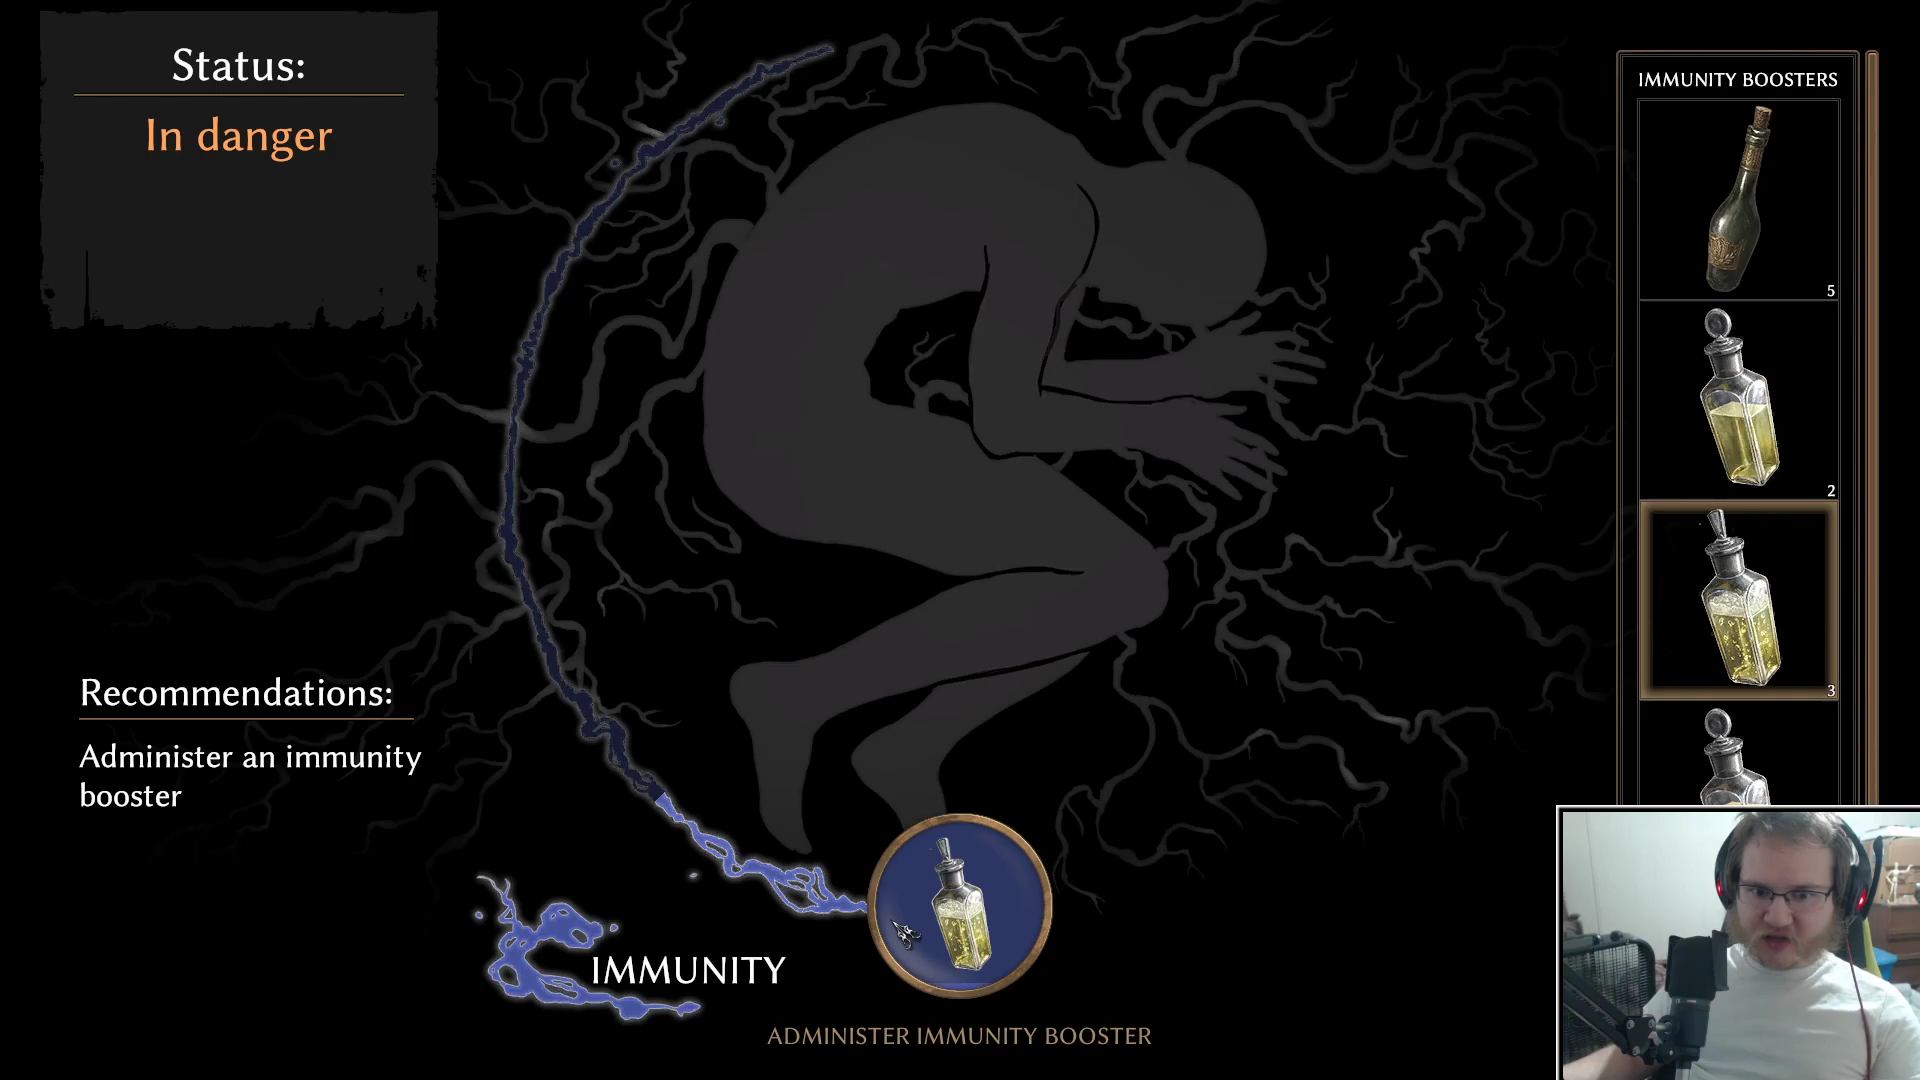 Status:
In danger
IMMUNITY BOOSTERS
5
2
3
Recommendations:
Administer an immunity
booster
IMMUNITY
ADMINISTER IMMUNITY BOOSTER